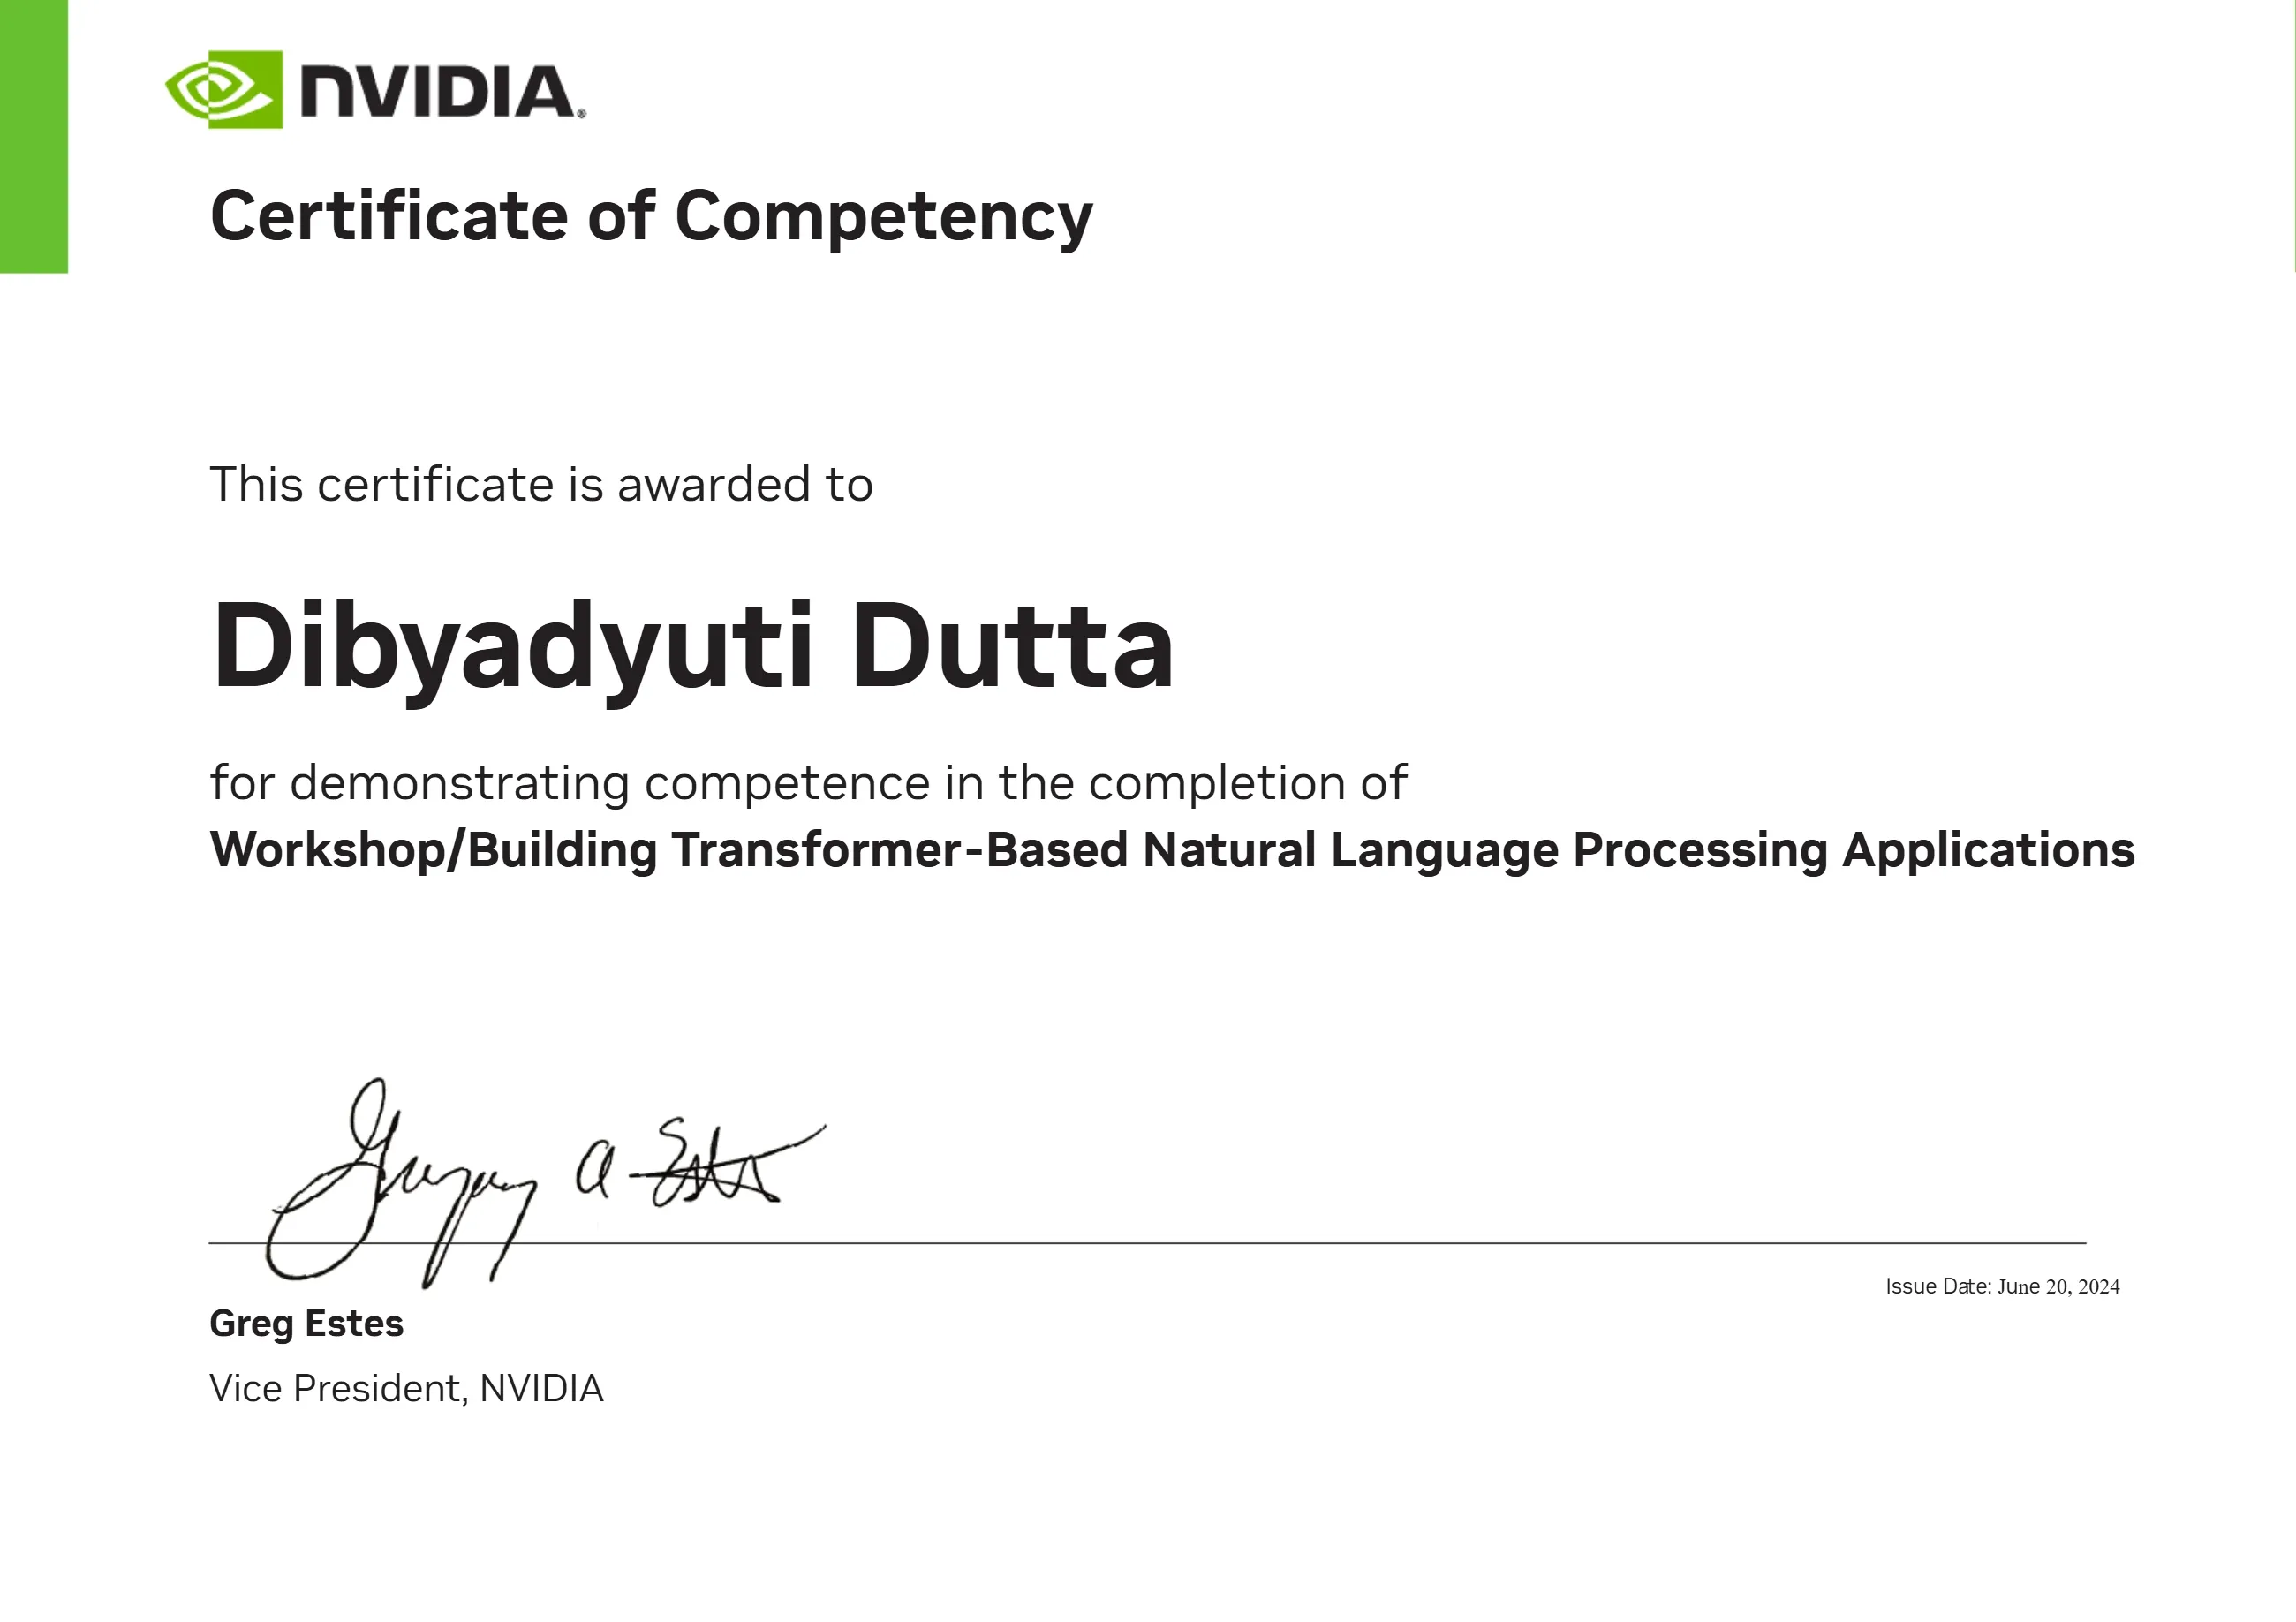 NVIDIA®
Certificate of Competency
This certificate is awarded to
Dibyadyuti Dutta
for demonstrating competence in the completion of
Workshop/Building Transformer-Based Natural Language Processing Applications
Gregory A Estes
Issue Date: June 20, 2024
Greg Estes
Vice President, NVIDIA